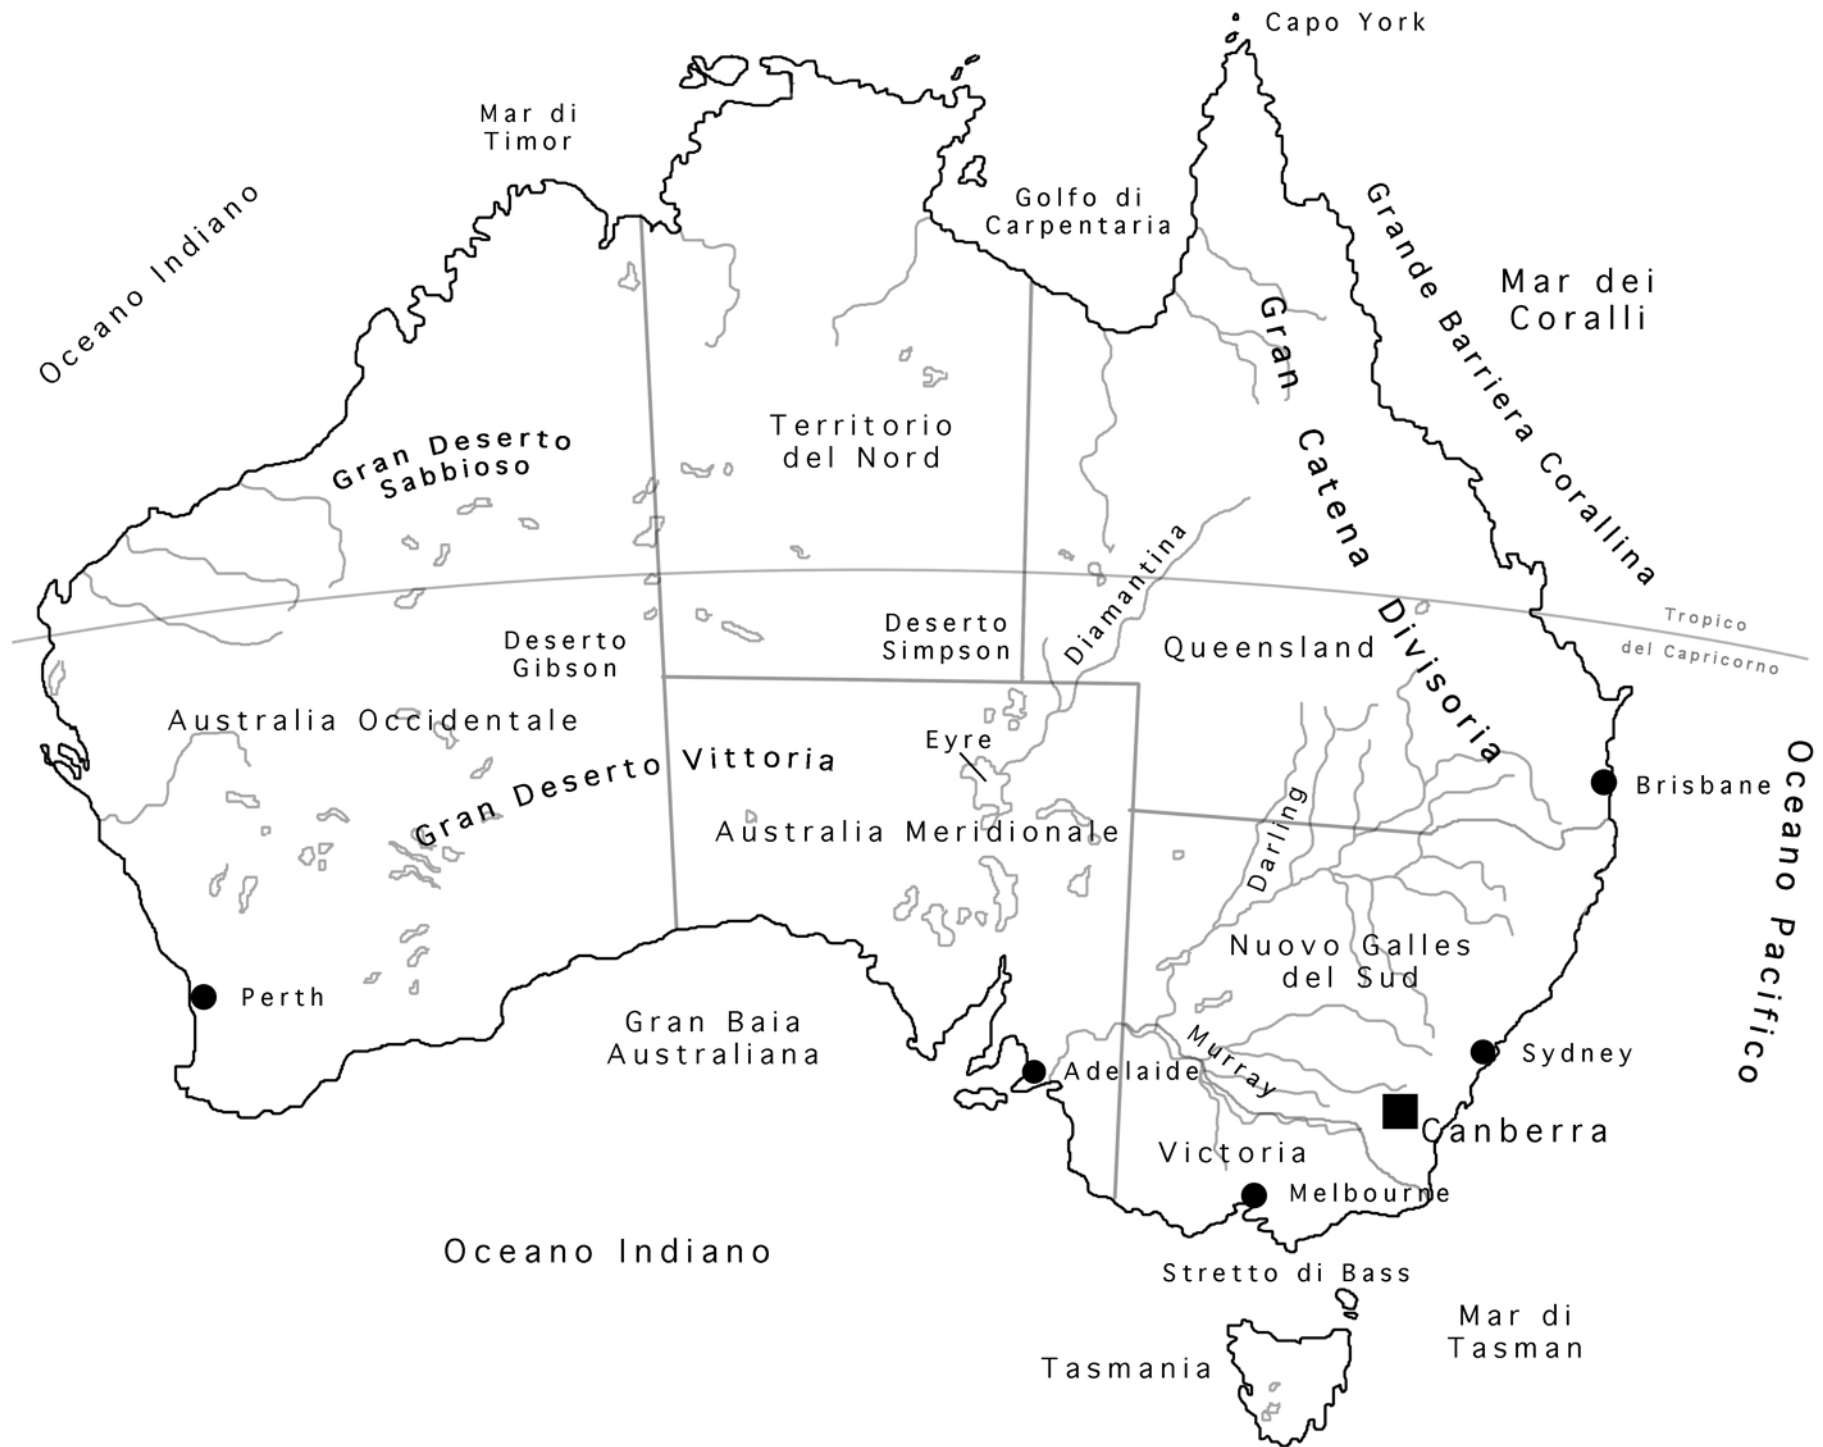 Capo York
Mar di
Timor
Oceano Indiano
Golfo di
Carpentaria
Grande Barriera Corallina
Mar dei
Coralli
Gran Catena Divisoria
Gran Deserto
Sabbioso
Territorio
del Nord
Diamantina
Tropico
del Capricorno
Deserto
Gibson
Deserto
Simpson
Queensland
Australia Occidentale
Eyre
Gran Deserto Vittoria
Brisbane
Oceano Pacifico
Australia Meridionale
Darling
Nuovo Galles
del Sud
Perth
Gran Baia
Australiana
Murray
Sydney
Adelaide
Canberra
Victoria
Melbourne
Oceano Indiano
Stretto di Bass
Mar di
Tasman
Tasmania